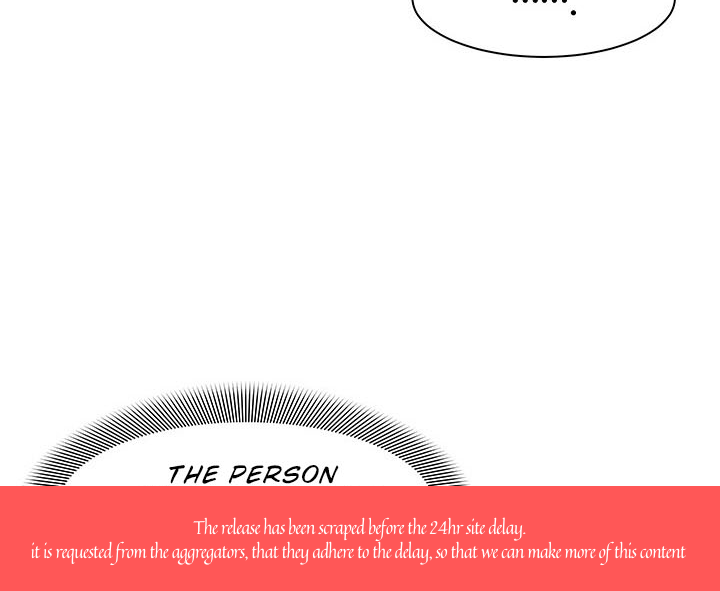 .......
THE PERSON
The release has been scraped before the 24hr site delay.
it is requested from the aggregators, that they adhere to the delay, so that we can make more of this content